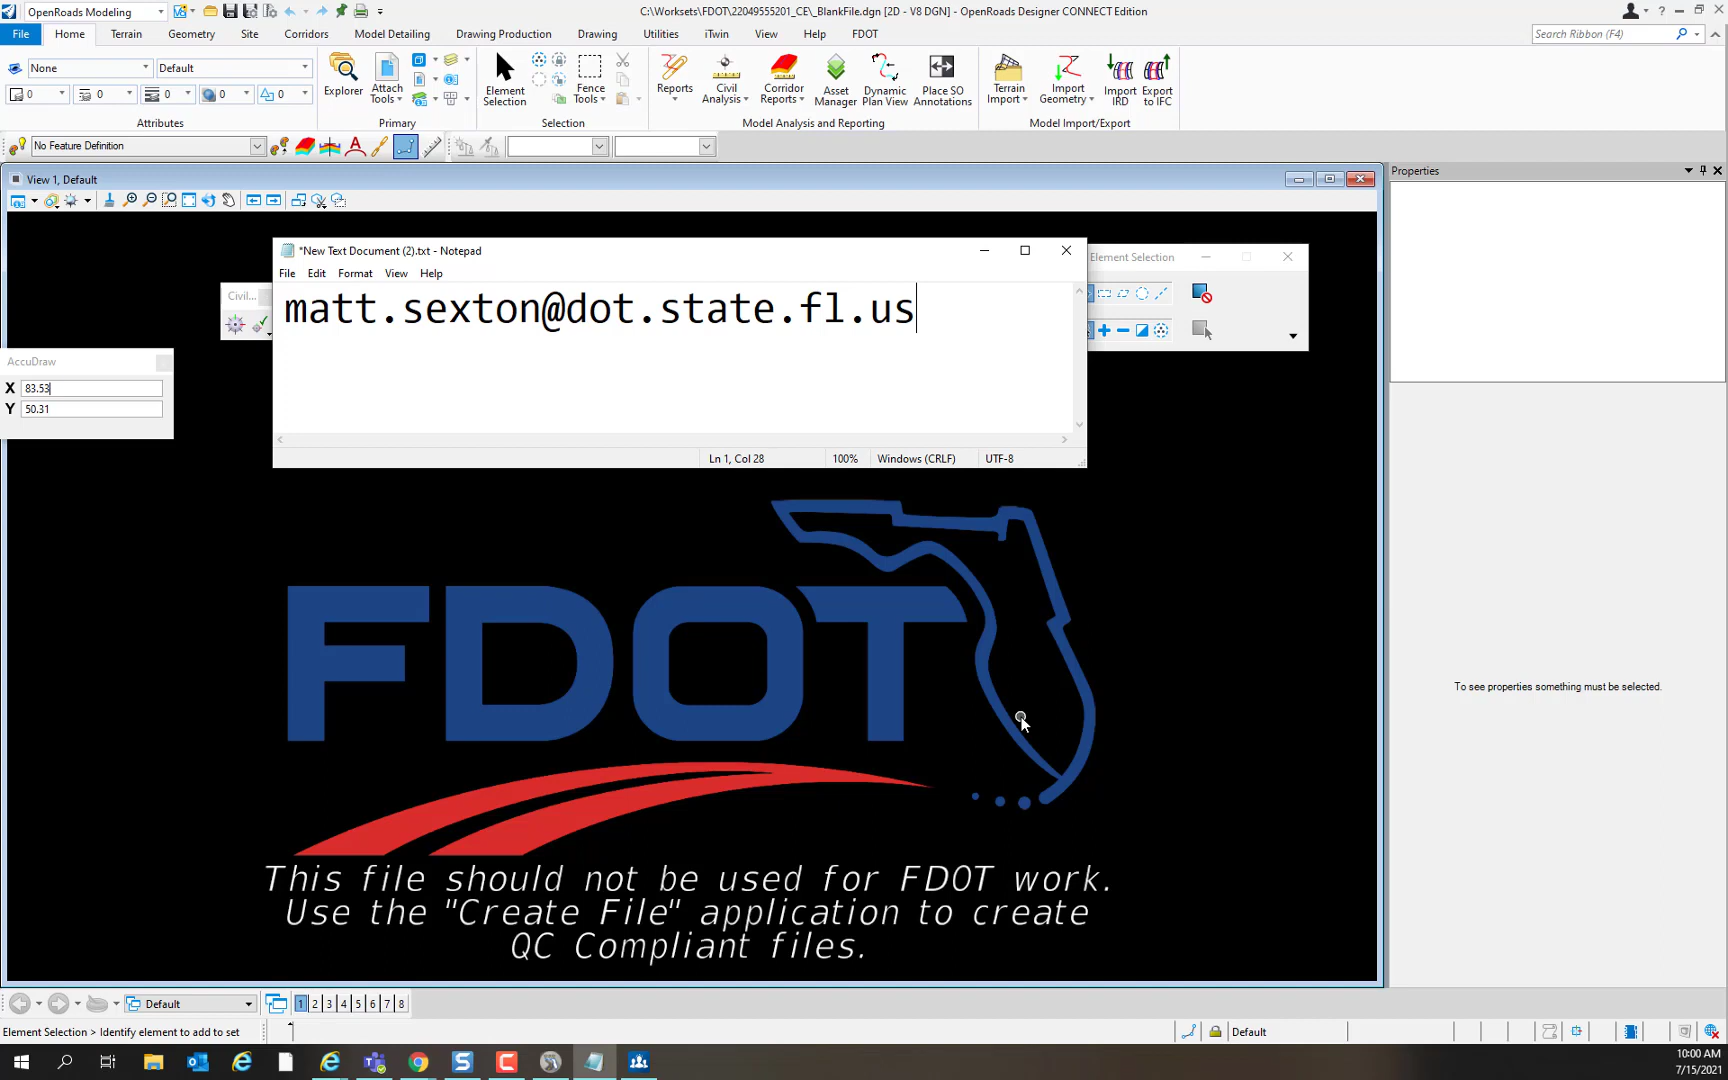 OpenRoads Modeling
C:\Worksets\FDOT\22049555201_CE\_BlankFile.dgn [2D - V8 DGN] - OpenRoads Designer CONNECT Edition
File Home Terrain Geometry Site Corridors Model Detailing Drawing Production Drawing Utilities iTwin View Help FDOT
Search Ribbon (F4)
None Default
0 0 0 0 0
Explorer Attach Tools Element Selection Fence Tools Reports Civil Analysis Corridor Reports Asset Manager Dynamic Plan View Place SO Annotations Terrain Import Import Geometry Import IRD Export to IFC
Attributes Primary Selection Model Analysis and Reporting Model Import/Export
No Feature Definition
View 1, Default
Properties
*New Text Document (2).txt - Notepad
File Edit Format View Help
matt.sexton@dot.state.fl.us
Ln 1, Col 28 100% Windows (CRLF) UTF-8
Element Selection
Civil...
AccuDraw
X 83.53
Y 50.31
To see properties something must be selected.
FDOT
This file should not be used for FDOT work.
Use the "Create File" application to create
QC Compliant files.
Default 1 2 3 4 5 6 7 8
Element Selection > Identify element to add to set
Default
10:00 AM
7/15/2021